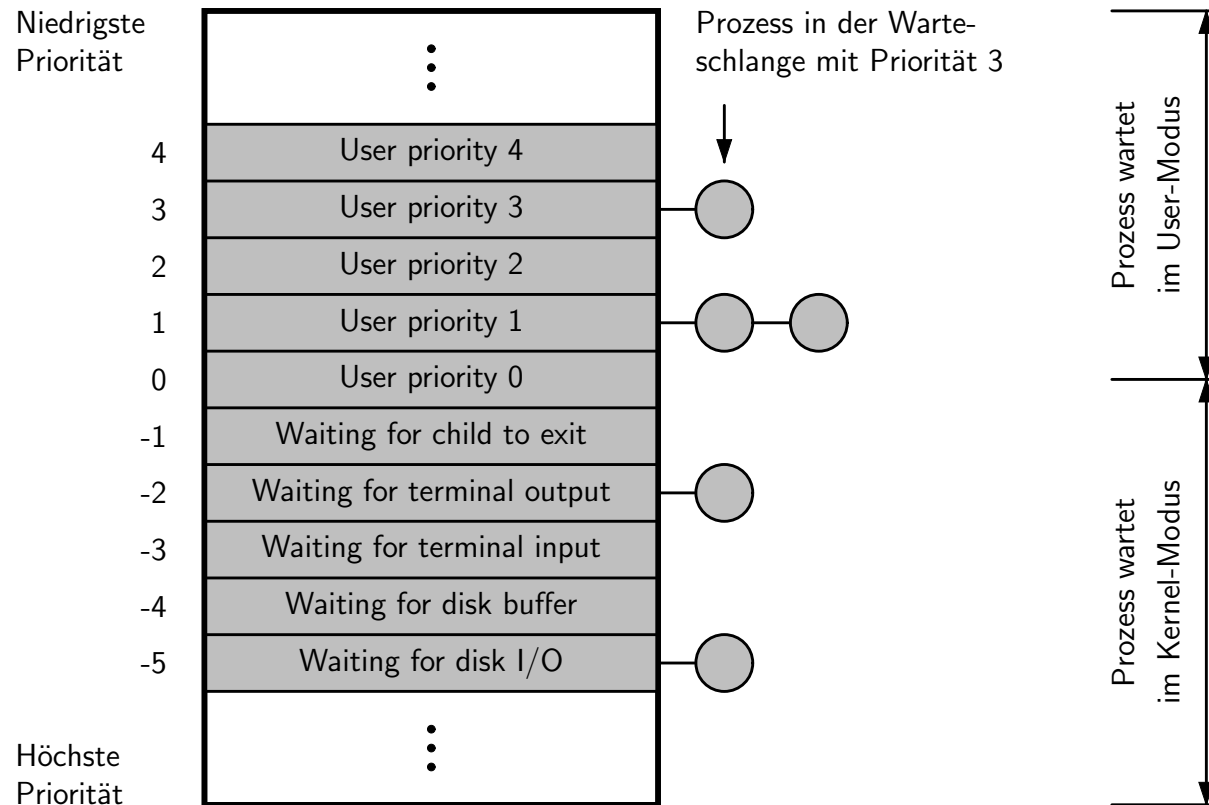 Niedrigste
Priorität
Prozess in der Warte-
schlange mit Priorität 3
4 User priority 4
3 User priority 3
2 User priority 2
1 User priority 1
0 User priority 0
-1 Waiting for child to exit
-2 Waiting for terminal output
-3 Waiting for terminal input
-4 Waiting for disk buffer
-5 Waiting for disk I/O
Höchste
Priorität
Prozess wartet
im User-Modus
Prozess wartet
im Kernel-Modus